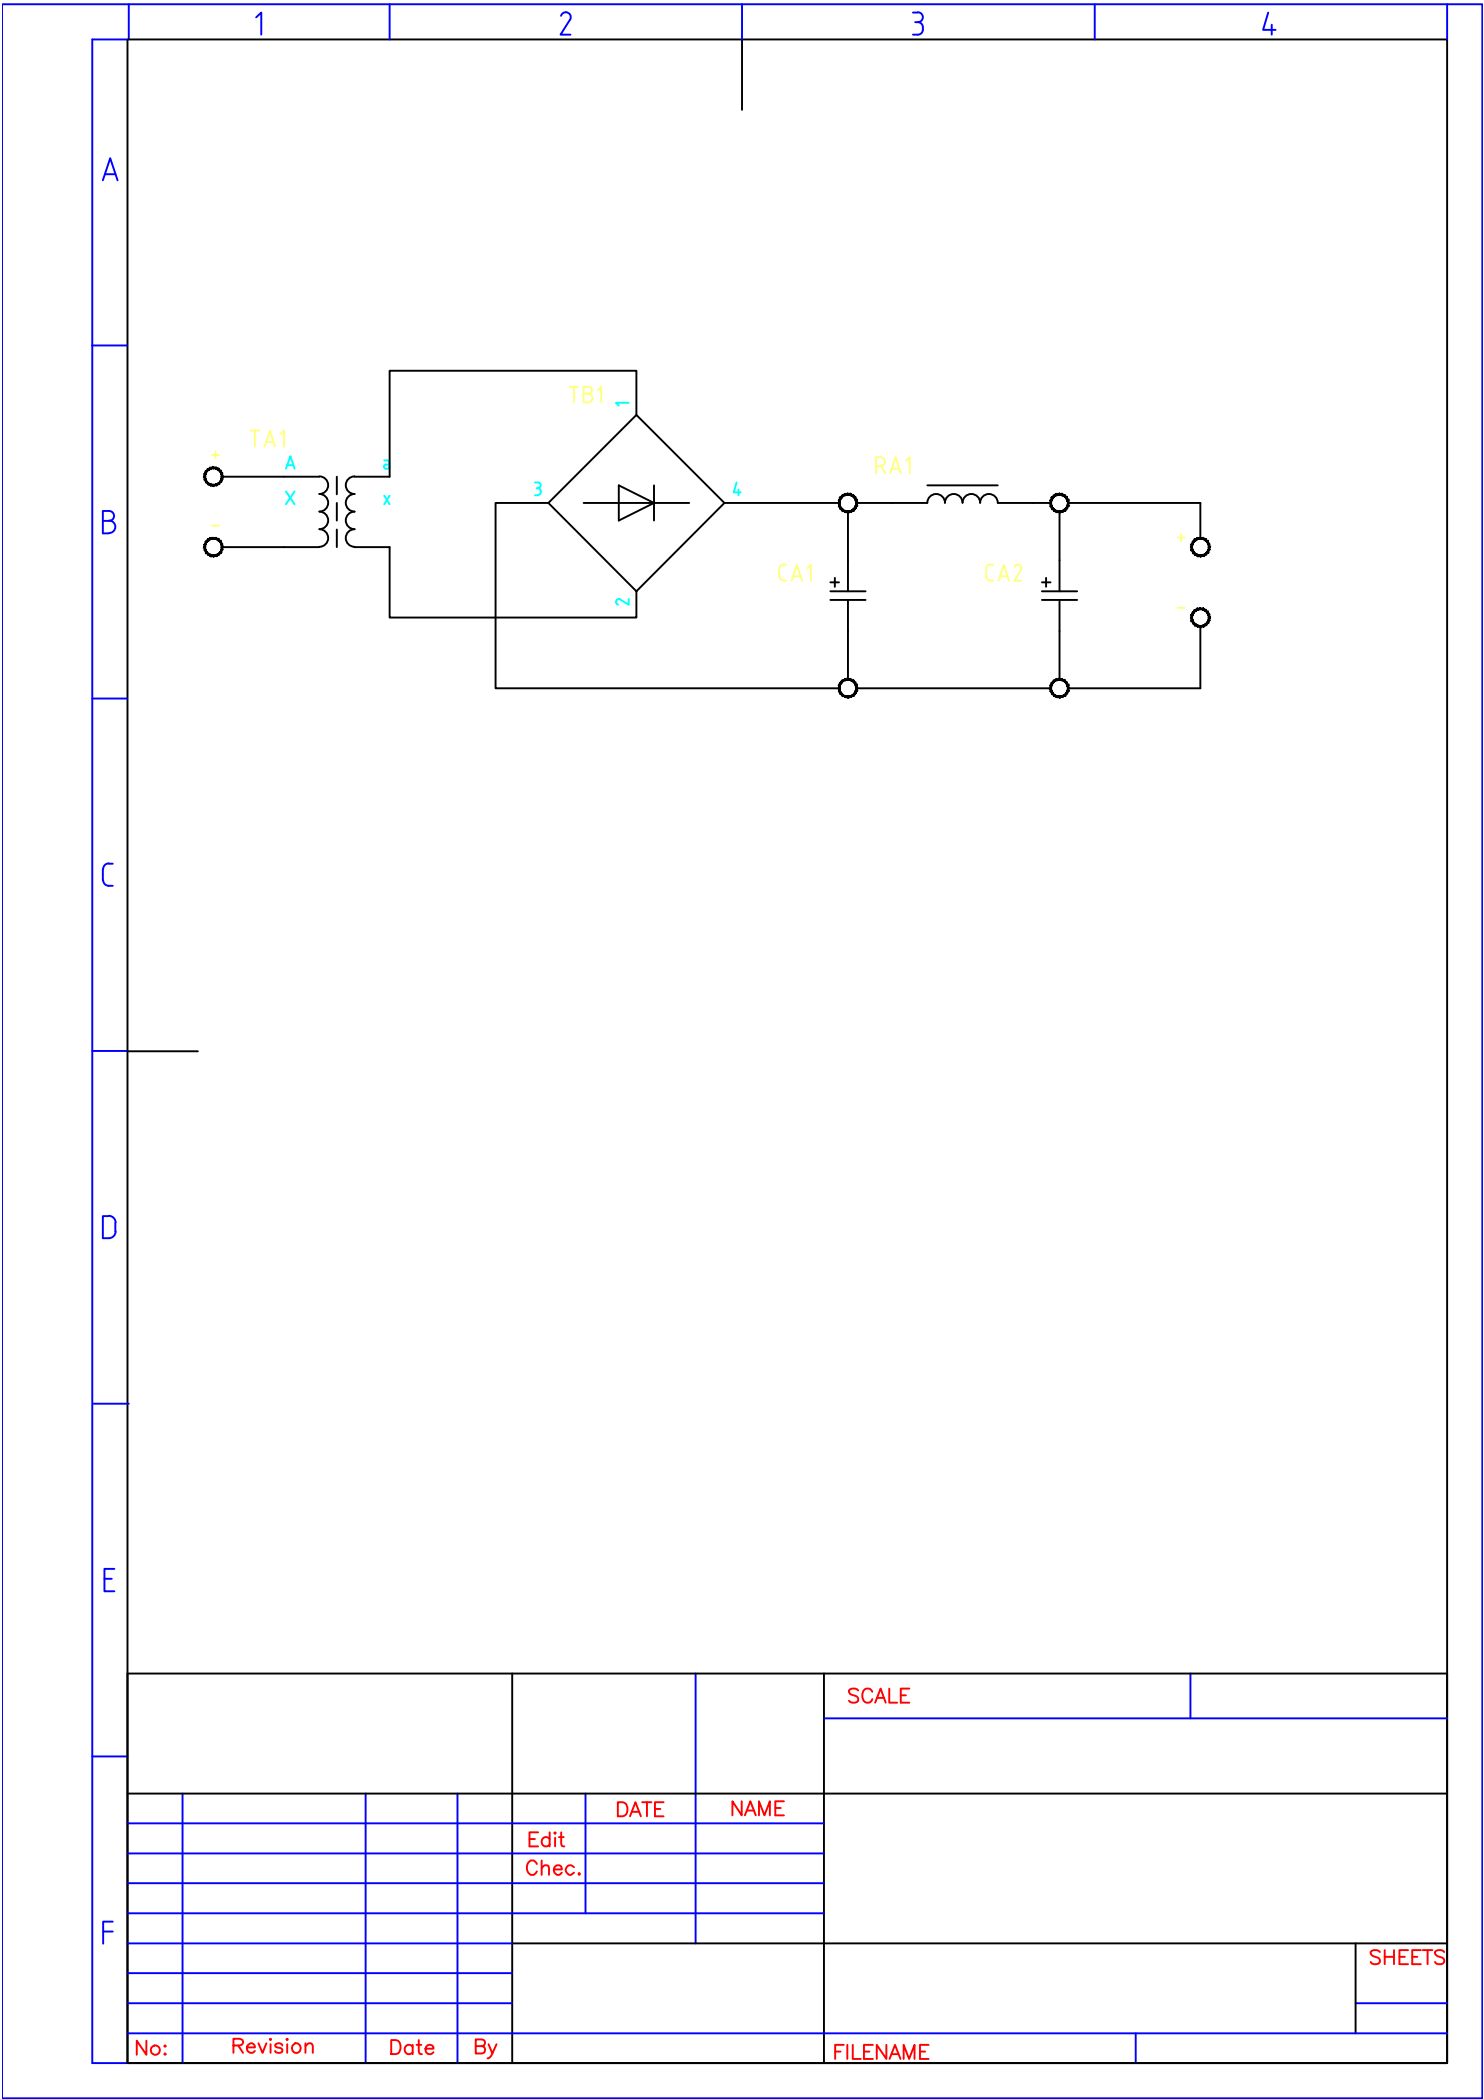 1 2 3 4
A
TB1 1
TA1
+ A a
RA1
3 4
X x
B
- +
CA1 + CA2 +
2
-
C
D
E
SCALE
DATE NAME
Edit
Chec.
F
SHEETS
No: Revision Date By
FILENAME